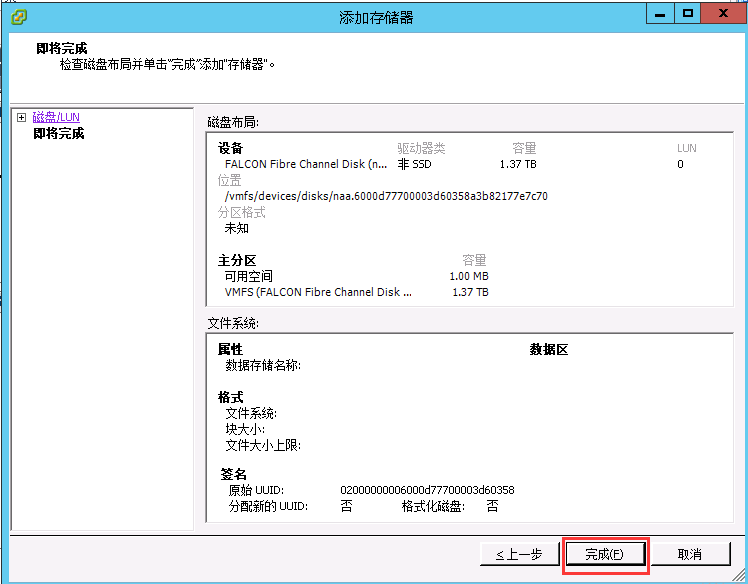 添加存储器
即将完成
检查磁盘布局并单击“完成”添加“存储器”。
磁盘/LUN
即将完成
磁盘布局:
设备 驱动器类 容量 LUN
FALCON Fibre Channel Disk (n... 非 SSD 1.37 TB 0
位置
/vmfs/devices/disks/naa.6000d77700003d60358a3b82177e7c70
分区格式
未知
主分区 容量
可用空间 1.00 MB
VMFS (FALCON Fibre Channel Disk ... 1.37 TB
文件系统:
属性 数据区
数据存储名称:
格式
文件系统:
块大小:
文件大小上限:
签名
原始 UUID: 02000000006000d77700003d60358
分配新的 UUID: 否 格式化磁盘: 否
≤上一步 完成(F) 取消